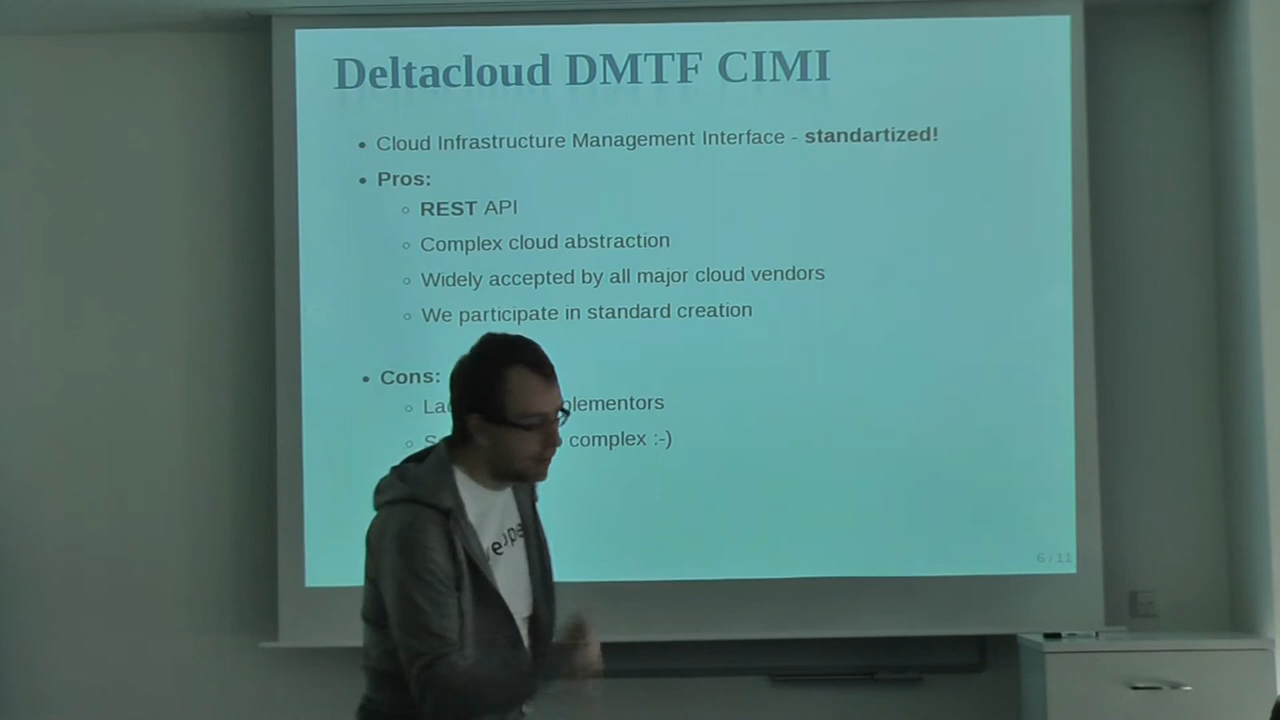 Deltacloud DMTF CIMI
Cloud Infrastructure Management Interface - standartized!
Pros:
REST API
Complex cloud abstraction
Widely accepted by all major cloud vendors
We participate in standard creation
Cons:
complex :-)
6 / 11